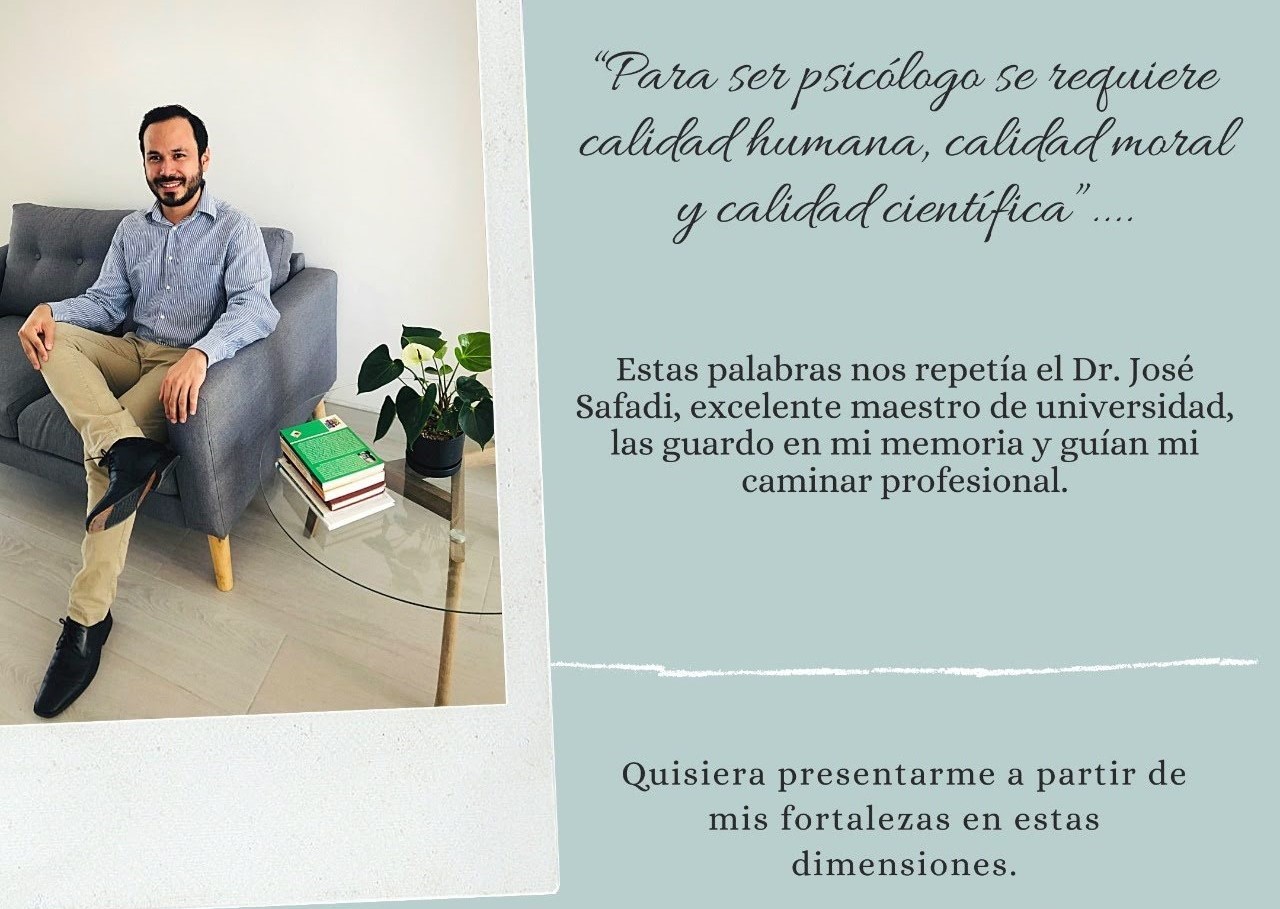 “Para ser psicólogo se requiere
calidad humana, calidad moral
y calidad científica”....
Estas palabras nos repetía el Dr. José
Safadi, excelente maestro de universidad,
las guardo en mi memoria y guían mi
caminar profesional.
Quisiera presentarme a partir de
mis fortalezas en estas
dimensiones.